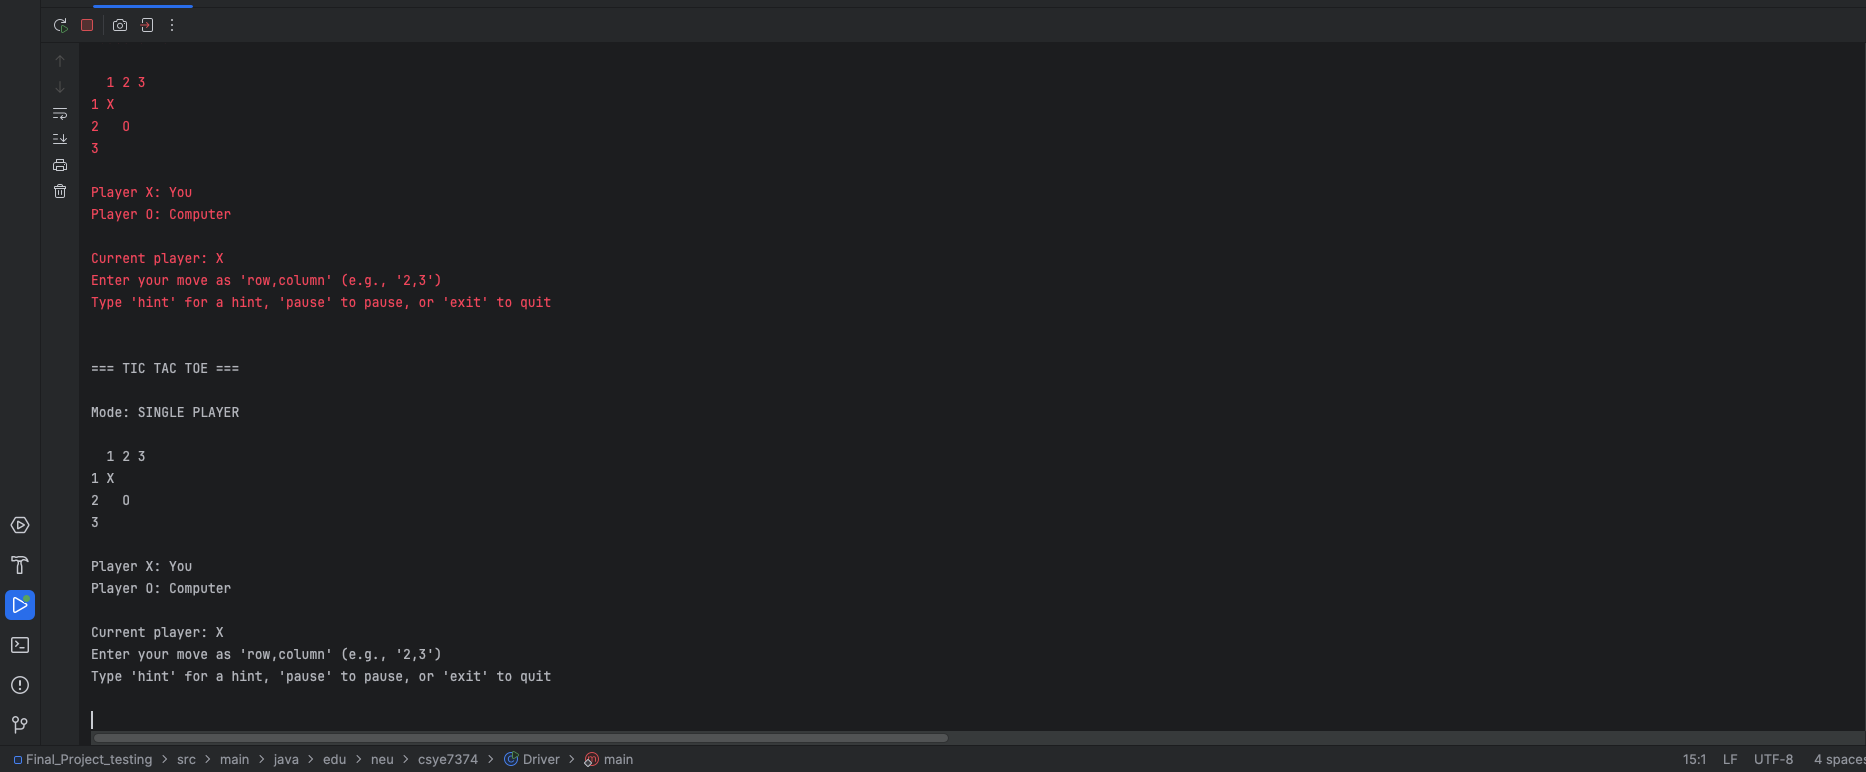 1 2 3
1 X
2   O
3
Player X: You
Player O: Computer
Current player: X
Enter your move as 'row,column' (e.g., '2,3')
Type 'hint' for a hint, 'pause' to pause, or 'exit' to quit
=== TIC TAC TOE ===
Mode: SINGLE PLAYER
  1 2 3
1 X
2   O
3
Player X: You
Player O: Computer
Current player: X
Enter your move as 'row,column' (e.g., '2,3')
Type 'hint' for a hint, 'pause' to pause, or 'exit' to quit
Final_Project_testing > src > main > java > edu > neu > csye7374 > Driver > main 15:1 LF UTF-8 4 spaces